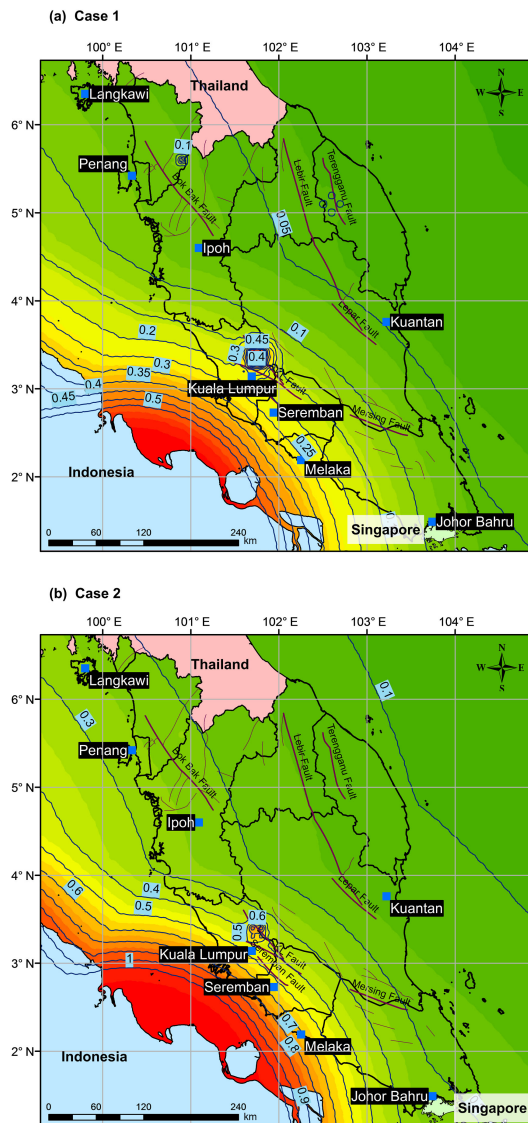 (a) Case 1
100° E
101° E
102° E
103° E
104° E
Thailand
N
W E
S
Langkawi
6° N
0.1
Penang
Bok Bak Fault
Lebir Fault
Terengganu Fault
5° N
0.05
Ipoh
4° N
0.2
0.1
Lepar Fault
Kuantan
0.45
0.3
0.4
0.3
0.35
3° N
0.4
0.45
0.5
Kuala Lumpur
Fault
Seremban
Mersing Fault
0.25
Melaka
2° N
Indonesia
Singapore
Johor Bahru
0 60 120 240
km
(b) Case 2
100° E
101° E
102° E
103° E
104° E
Thailand
N
W E
S
Langkawi
0.1
6° N
0.3
Penang
Bok Bak Fault
Lebir Fault
Terengganu Fault
5° N
Ipoh
4° N
0.6
0.4
0.5
Lepar Fault
Kuantan
0.5
0.6
3° N
1
Kuala Lumpur
Fault
Seremban
Mersing Fault
0.7
0.8
Melaka
2° N
Indonesia
0.9
Johor Bahru
Singapore
0 60 120 240
km